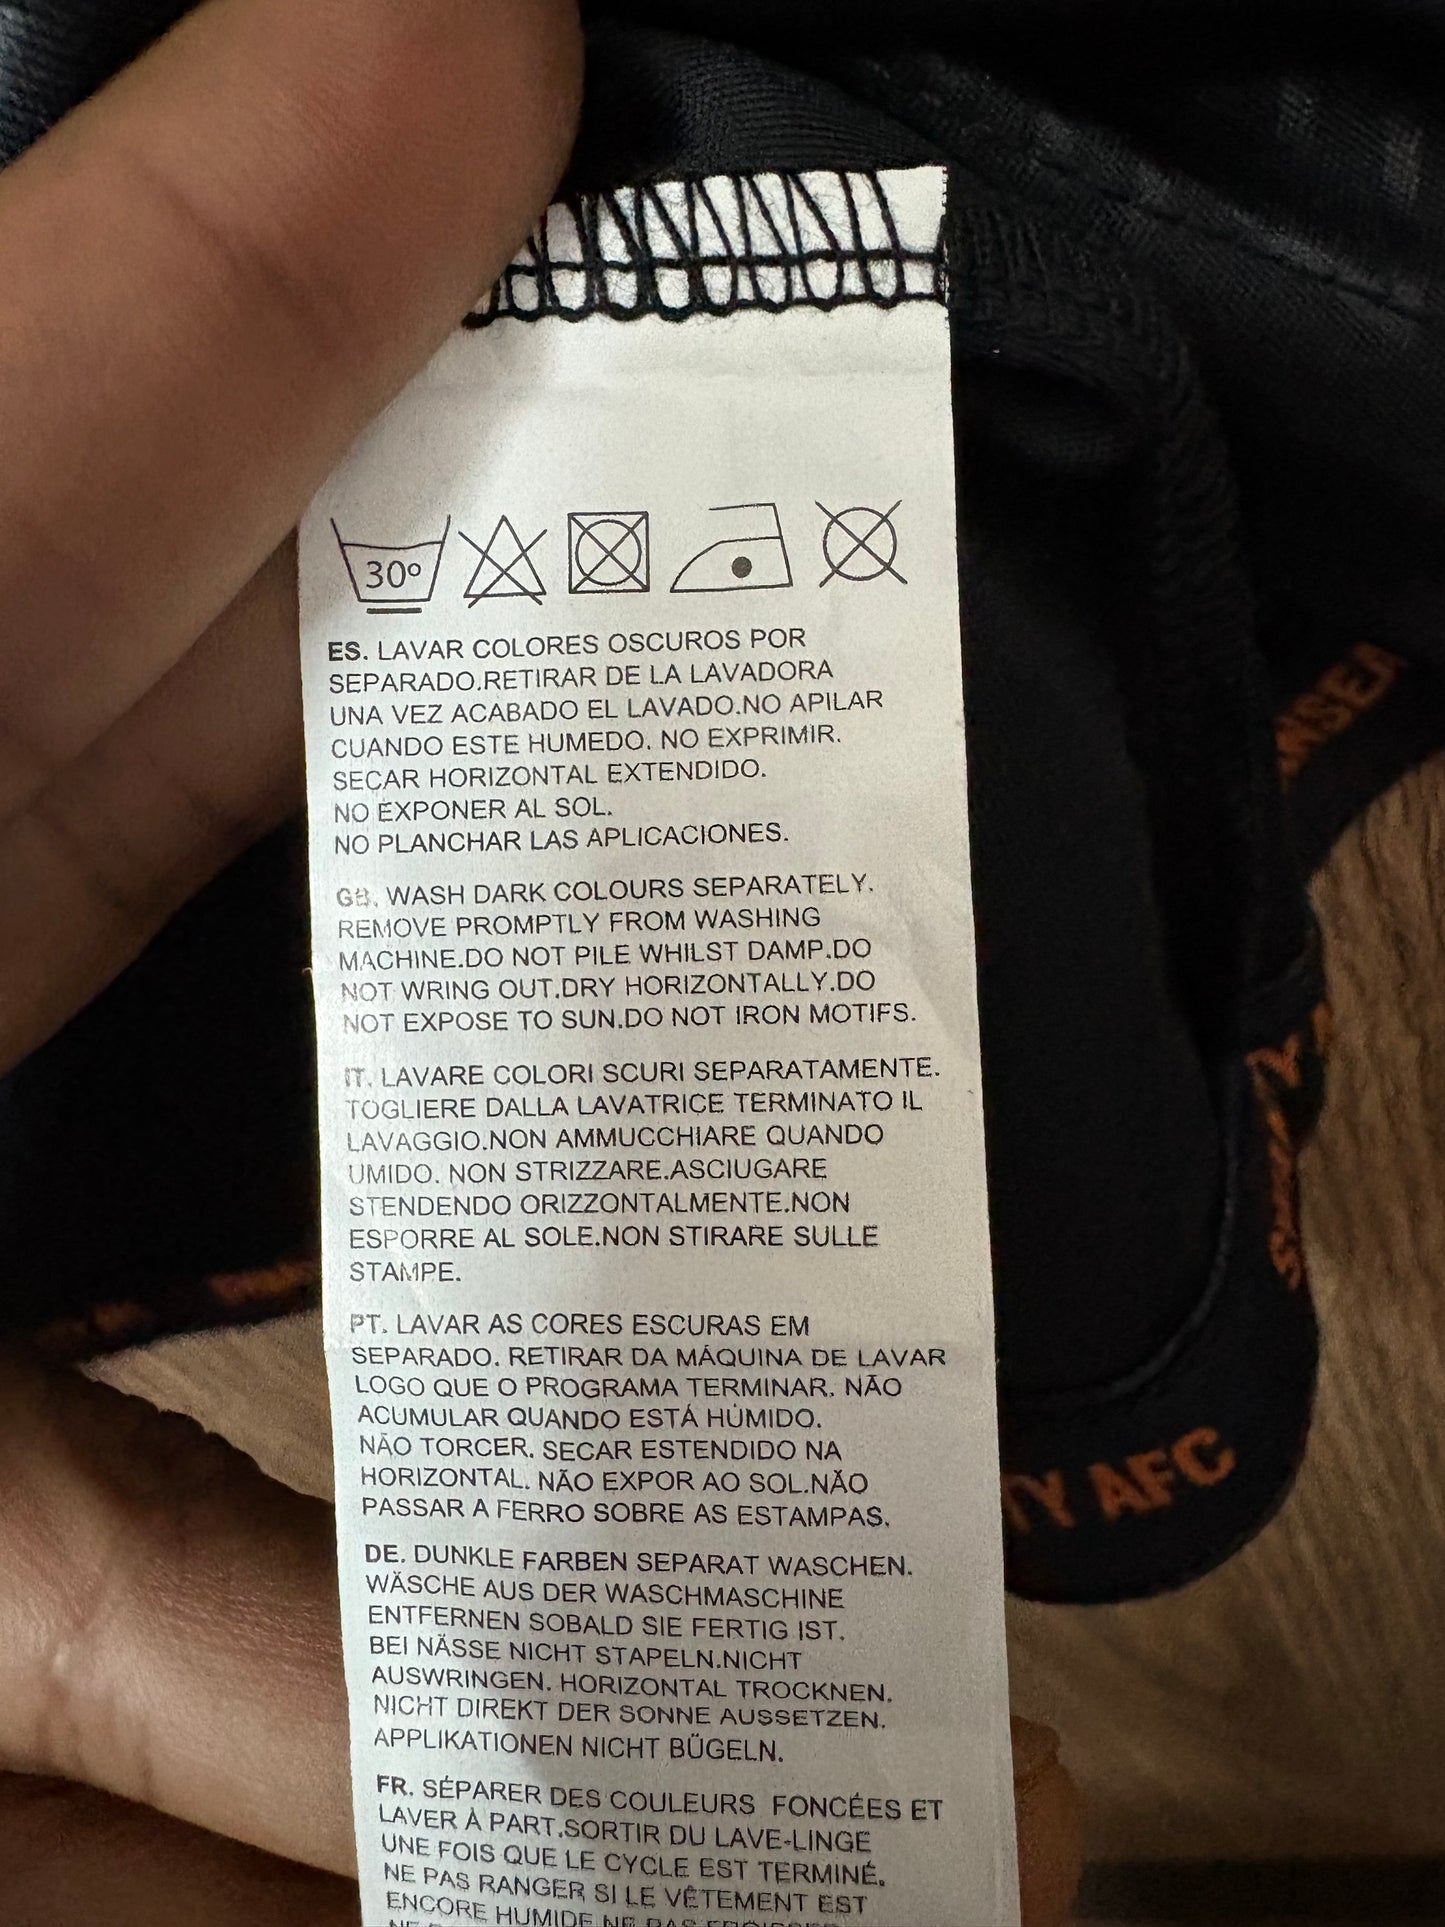 30°
ES. LAVAR COLORES OSCUROS POR
SEPARADO.RETIRAR DE LA LAVADORA
UNA VEZ ACABADO EL LAVADO.NO APILAR
CUANDO ESTE HUMEDO. NO EXPRIMIR.
SECAR HORIZONTAL EXTENDIDO.
NO EXPONER AL SOL.
NO PLANCHAR LAS APLICACIONES.
GB. WASH DARK COLOURS SEPARATELY.
REMOVE PROMPTLY FROM WASHING
MACHINE.DO NOT PILE WHILST DAMP.DO
NOT WRING OUT.DRY HORIZONTALLY.DO
NOT EXPOSE TO SUN.DO NOT IRON MOTIFS.
IT. LAVARE COLORI SCURI SEPARATAMENTE.
TOGLIERE DALLA LAVATRICE TERMINATO IL
LAVAGGIO.NON AMMUCCHIARE QUANDO
UMIDO. NON STRIZZARE.ASCIUGARE
STENDENDO ORIZZONTALMENTE.NON
ESPORRE AL SOLE.NON STIRARE SULLE
STAMPE.
PT. LAVAR AS CORES ESCURAS EM
SEPARADO. RETIRAR DA MÁQUINA DE LAVAR
LOGO QUE O PROGRAMA TERMINAR. NÃO
ACUMULAR QUANDO ESTÁ HÚMIDO.
NÃO TORCER. SECAR ESTENDIDO NA
HORIZONTAL. NÃO EXPOR AO SOL.NÃO
PASSAR A FERRO SOBRE AS ESTAMPAS.
DE. DUNKLE FARBEN SEPARAT WASCHEN.
WÄSCHE AUS DER WASCHMASCHINE
ENTFERNEN SOBALD SIE FERTIG IST.
BEI NÄSSE NICHT STAPELN.NICHT
AUSWRINGEN. HORIZONTAL TROCKNEN.
NICHT DIREKT DER SONNE AUSSETZEN.
APPLIKATIONEN NICHT BÜGELN.
FR. SÉPARER DES COULEURS FONCÉES ET
LAVER À PART.SORTIR DU LAVE-LINGE
UNE FOIS QUE LE CYCLE EST TERMINÉ.
NE PAS RANGER SI LE VÊTEMENT EST
ENCORE HUMIDE NE PAS
TY AFC